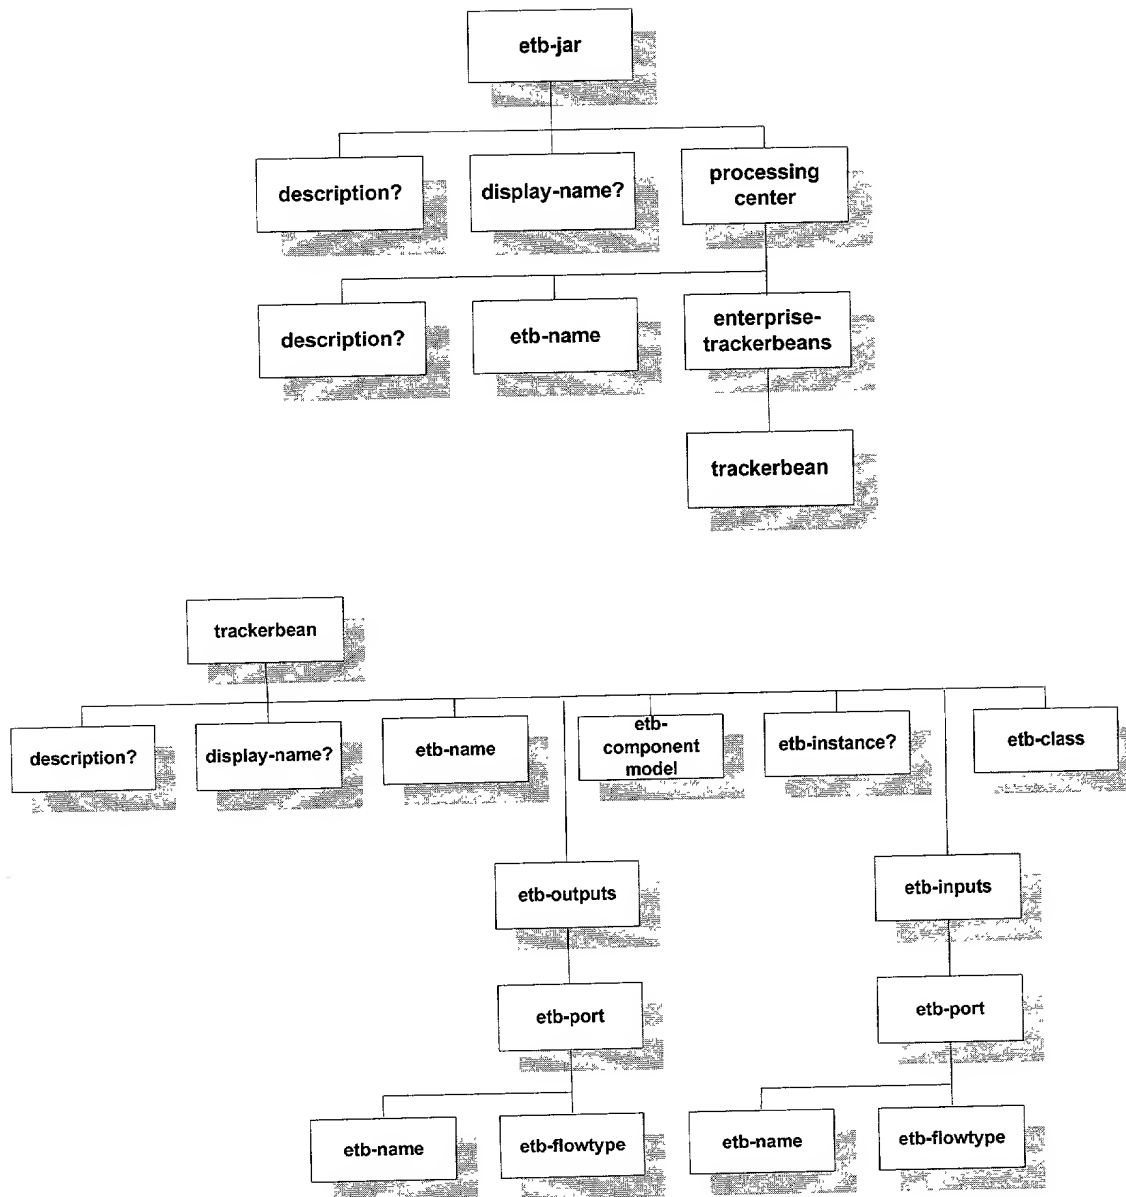 etb-jar
description?
display-name?
processing
center
description?
etb-name
enterprise-
trackerbeans
trackerbean
trackerbean
description?
display-name?
etb-name
etb-
component
model
etb-instance?
etb-class
etb-outputs
etb-inputs
etb-port
etb-port
etb-name
etb-flowtype
etb-name
etb-flowtype